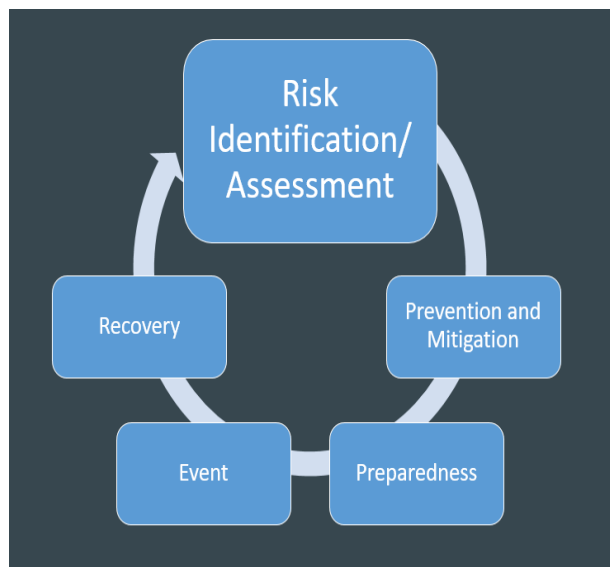 Risk
Identification/
Assessment
Prevention and
Mitigation
Preparedness
Event
Recovery